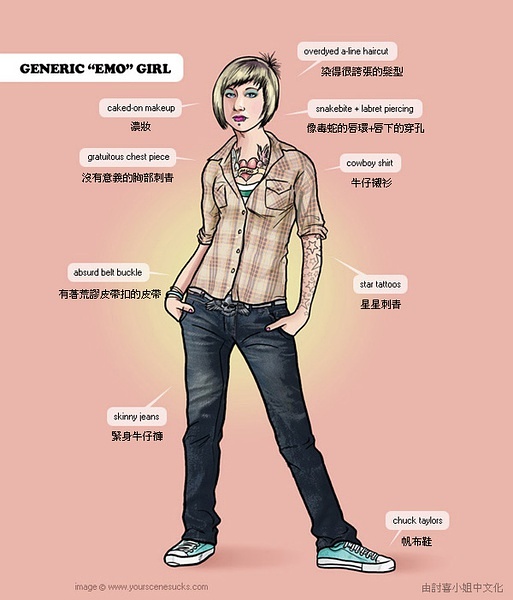 overdyed a-line haircut
染得很誇張的髮型
GENERIC "EMO" GIRL
caked-on makeup
濃妝
snakebite + labret piercing
像毒蛇的唇環+唇下的穿孔
gratuitous chest piece
沒有意義的胸部刺青
cowboy shirt
牛仔襯衫
absurd belt buckle
有著荒謬皮帶扣的皮帶
star tattoos
星星刺青
skinny jeans
緊身牛仔褲
chuck taylors
帆布鞋
image © www.yourscenesucks.com
由討喜小姐中文化